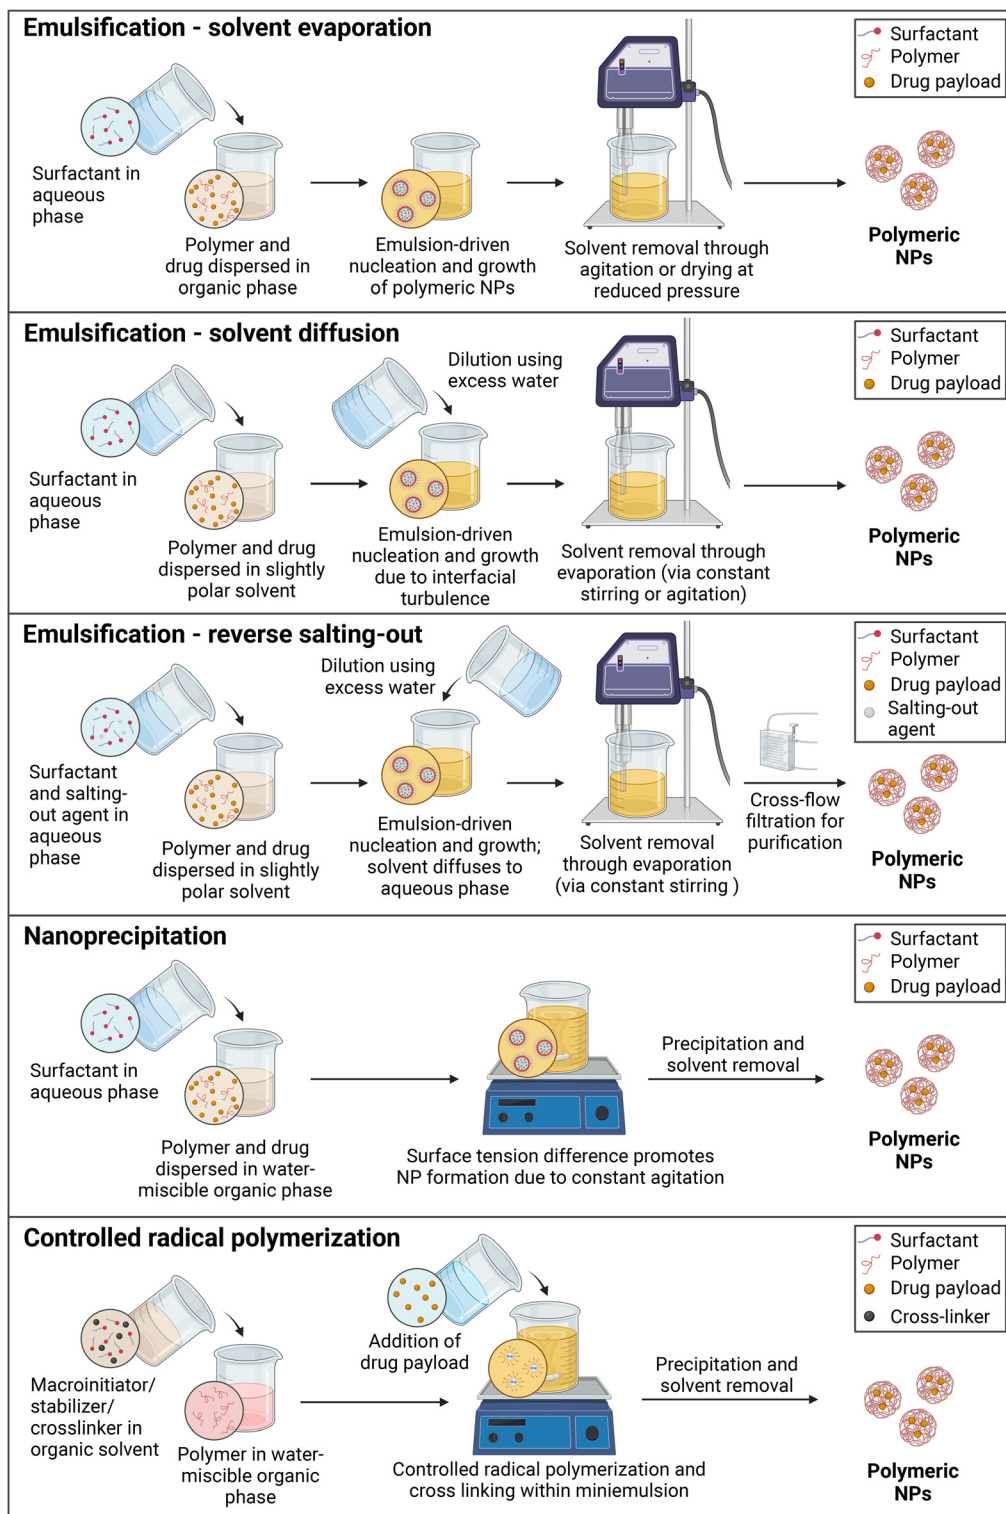 Emulsification - solvent evaporation
Surfactant
Polymer
Drug payload
Surfactant in
aqueous
phase
Polymer and
drug dispersed in
organic phase
Emulsion-driven
nucleation and growth
of polymeric NPs
Solvent removal through
agitation or drying at
reduced pressure
Polymeric
NPs
Emulsification - solvent diffusion
Surfactant
Polymer
Drug payload
Dilution using
excess water
Surfactant in
aqueous
phase
Polymer and drug
dispersed in slightly
polar solvent
Emulsion-driven
nucleation and growth
due to interfacial
turbulence
Solvent removal through
evaporation (via constant
stirring or agitation)
Polymeric
NPs
Emulsification - reverse salting-out
Surfactant
Polymer
Drug payload
Salting-out
agent
Dilution using
excess water
Surfactant
and salting-
out agent in
aqueous
phase
Polymer and drug
dispersed in slightly
polar solvent
Emulsion-driven
nucleation and growth;
solvent diffuses to
aqueous phase
Solvent removal
through evaporation
(via constant stirring )
Cross-flow
filtration for
purification
Polymeric
NPs
Nanoprecipitation
Surfactant
Polymer
Drug payload
Surfactant in
aqueous phase
Polymer and drug
dispersed in water-
miscible organic phase
Surface tension difference promotes
NP formation due to constant agitation
Precipitation and
solvent removal
Polymeric
NPs
Controlled radical polymerization
Surfactant
Polymer
Drug payload
Cross-linker
Macroinitiator/
stabilizer/
crosslinker in
organic solvent
Polymer in water-
miscible organic
phase
Addition of
drug payload
Controlled radical polymerization and
cross linking within miniemulsion
Precipitation and
solvent removal
Polymeric
NPs